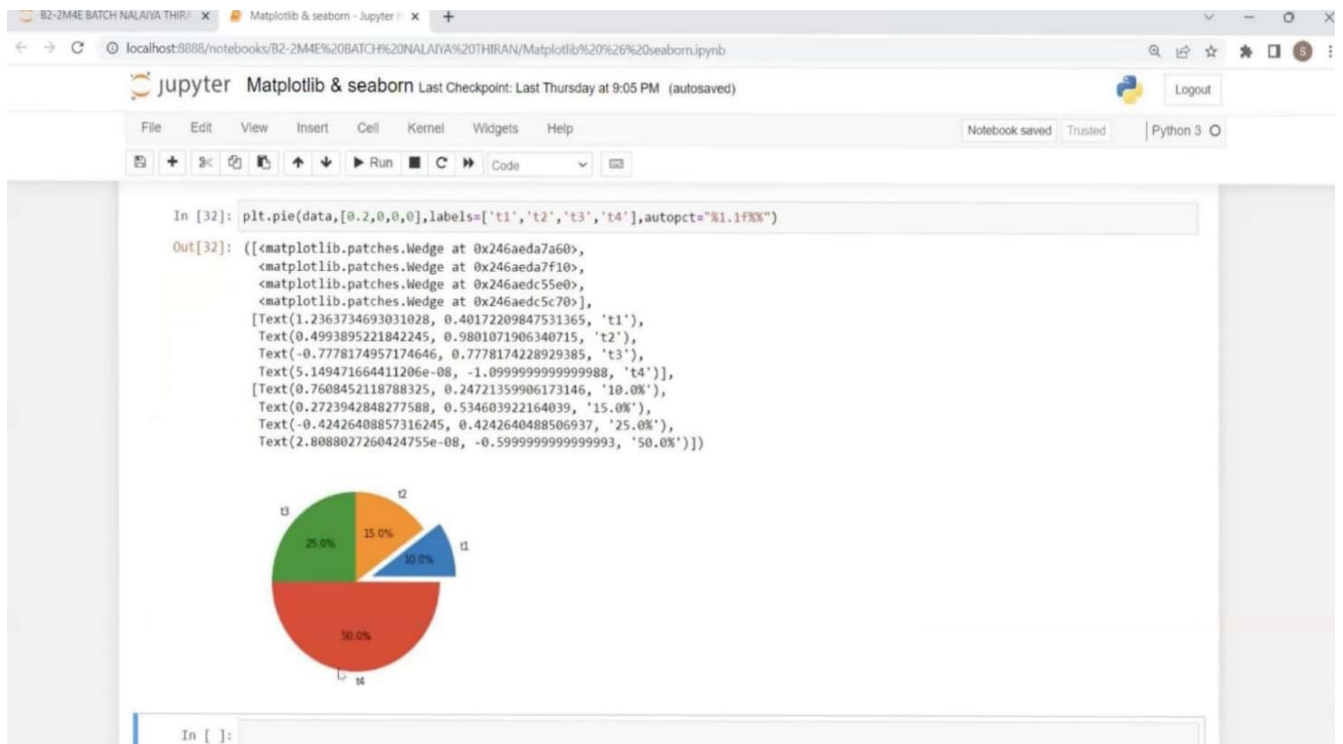 B2-2M4E BATCH NALAIYA THIRA
Matplotlib & seaborn - Jupyter
localhost:8888/notebooks/B2-2M4E%20BATCH%20NALAIYA%20THIRAN/Matplotlib%20%26%20seaborn.ipynb
S
jupyter Matplotlib & seaborn Last Checkpoint: Last Thursday at 9:05 PM (autosaved)
Logout
File Edit View Insert Cell Kernel Widgets Help
Notebook saved Trusted Python 3
Run Code
In [32]: plt.pie(data,[0.2,0,0,0],labels=['t1','t2','t3','t4'],autopct="%1.1f%%")
Out[32]: ([<matplotlib.patches.Wedge at 0x246aeda7a60>,
<matplotlib.patches.Wedge at 0x246aeda7f10>,
<matplotlib.patches.Wedge at 0x246aedc55e0>,
<matplotlib.patches.Wedge at 0x246aedc5c70>],
[Text(1.2363734693031028, 0.40172209847531365, 't1'),
Text(0.4993895221842245, 0.9801071906340715, 't2'),
Text(-0.7778174957174646, 0.7778174228929385, 't3'),
Text(5.149471664411206e-08, -1.0999999999999988, 't4')],
[Text(0.7608452118788325, 0.24721359906173146, '10.0%'),
Text(0.2723942848277588, 0.534603922164039, '15.0%'),
Text(-0.42426408857316245, 0.4242640488506937, '25.0%'),
Text(2.8088027260424755e-08, -0.5999999999999993, '50.0%')])
t2
t3
15.0%
25.0%
t1
10.0%
50.0%
t4
In [ ]: